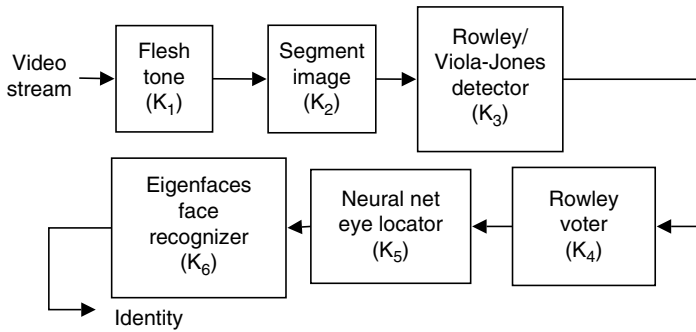 Video
stream
Flesh
tone
(K₁)
Segment
image
(K₂)
Rowley/
Viola-Jones
detector
(K₃)
Rowley
voter
(K₄)
Neural net
eye locator
(K₅)
Eigenfaces
face
recognizer
(K₆)
Identity